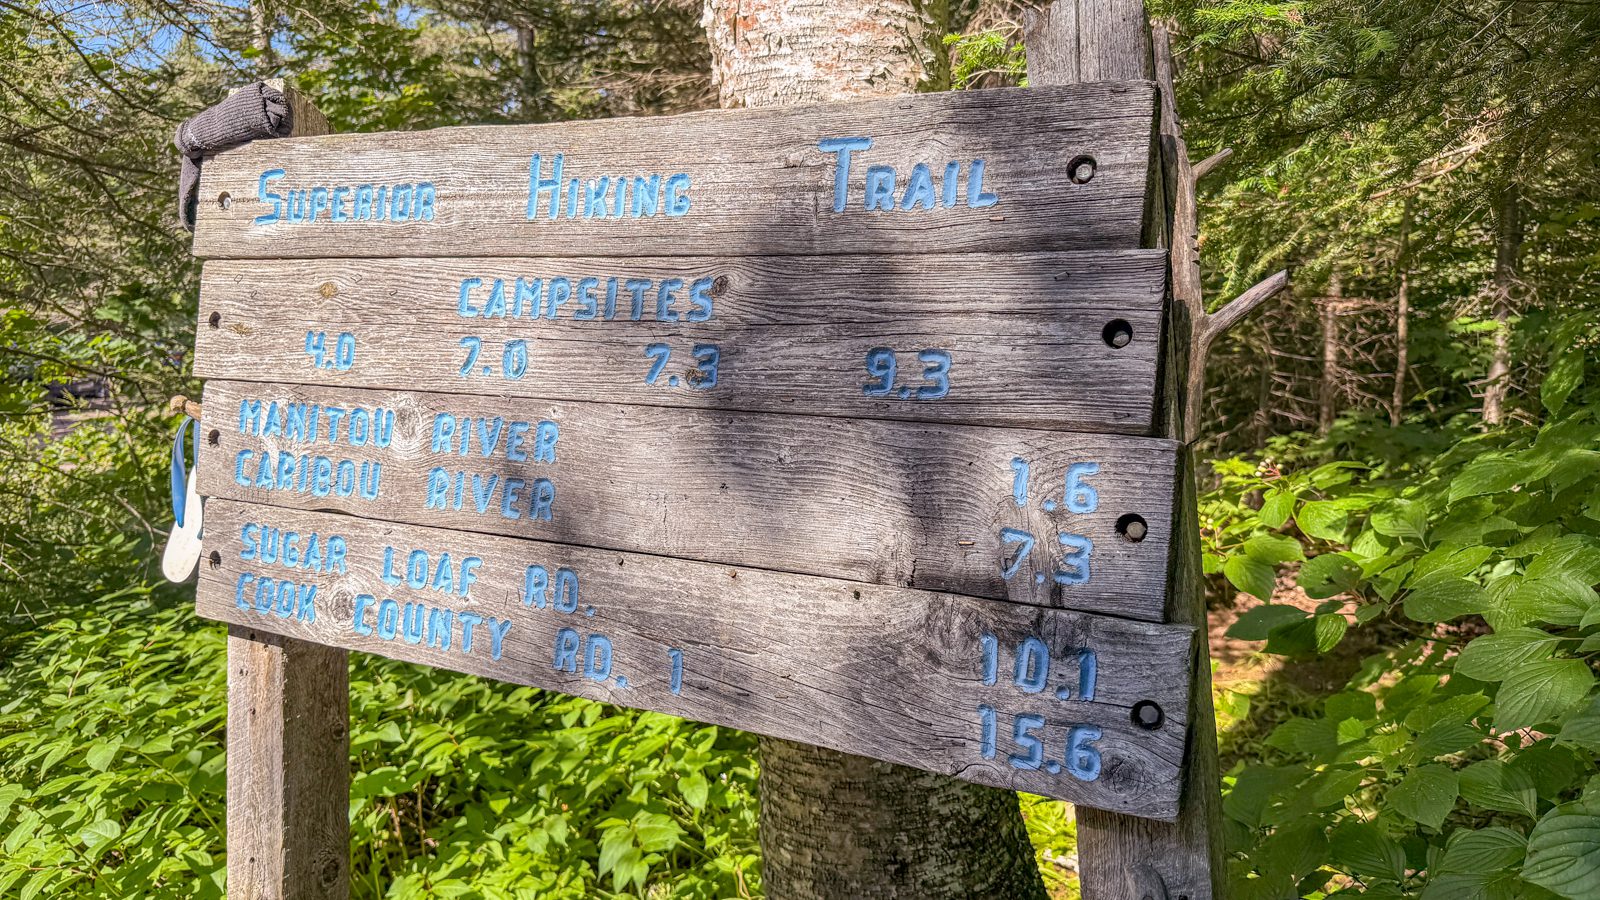 Superior Hiking Trail
CAMPSITES
4.0 7.0 7.3 9.3
MANITOU RIVER 1.6
CARIBOU RIVER 7.3
SUGAR LOAF RD. 10.1
COOK COUNTY RD. 1 15.6